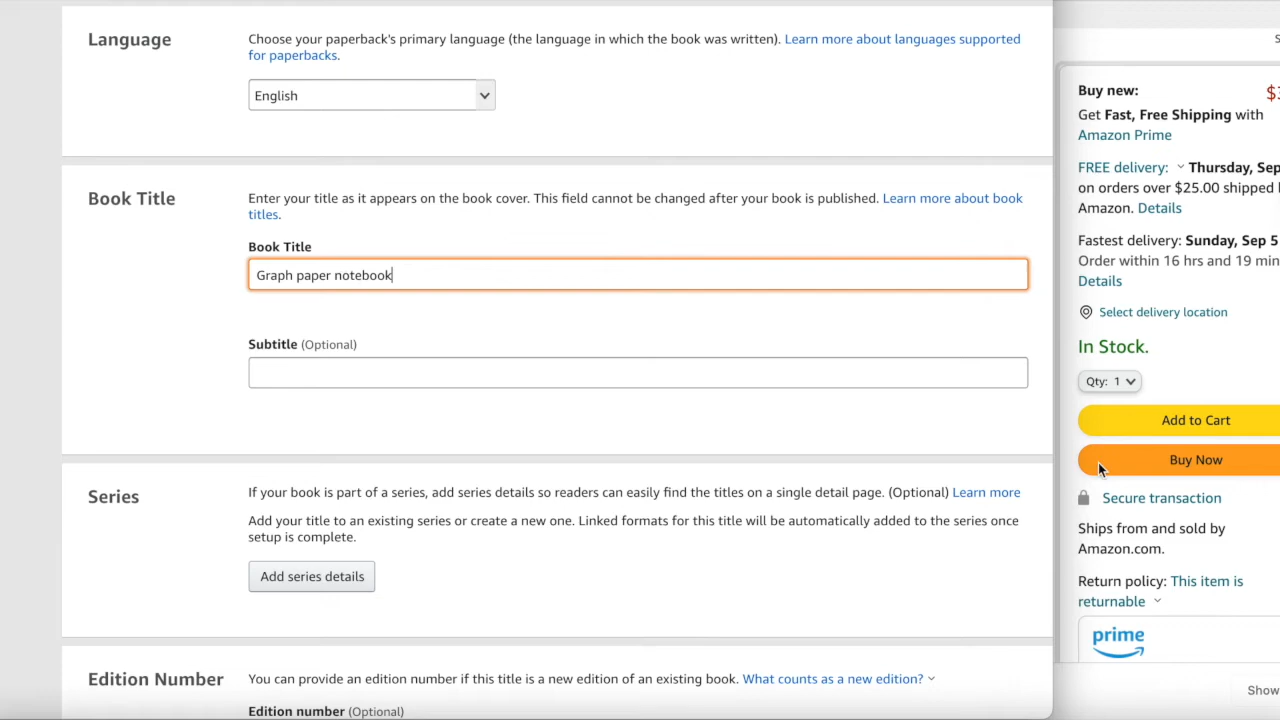 Language
Choose your paperback's primary language (the language in which the book was written). Learn more about languages supported
for paperbacks.
English
Book Title
Enter your title as it appears on the book cover. This field cannot be changed after your book is published. Learn more about book
titles.
Book Title
Graph paper notebook
Subtitle (Optional)
Series
If your book is part of a series, add series details so readers can easily find the titles on a single detail page. (Optional) Learn more
Add your title to an existing series or create a new one. Linked formats for this title will be automatically added to the series once
setup is complete.
Add series details
Edition Number
You can provide an edition number if this title is a new edition of an existing book. What counts as a new edition?
Edition number (Optional)
Buy new:
Get Fast, Free Shipping with
Amazon Prime
FREE delivery: Thursday, Sep
on orders over $25.00 shipped
Amazon. Details
Fastest delivery: Sunday, Sep 5
Order within 16 hrs and 19 min
Details
Select delivery location
In Stock.
Qty: 1
Add to Cart
Buy Now
Secure transaction
Ships from and sold by
Amazon.com.
Return policy: This item is
returnable
prime
Show